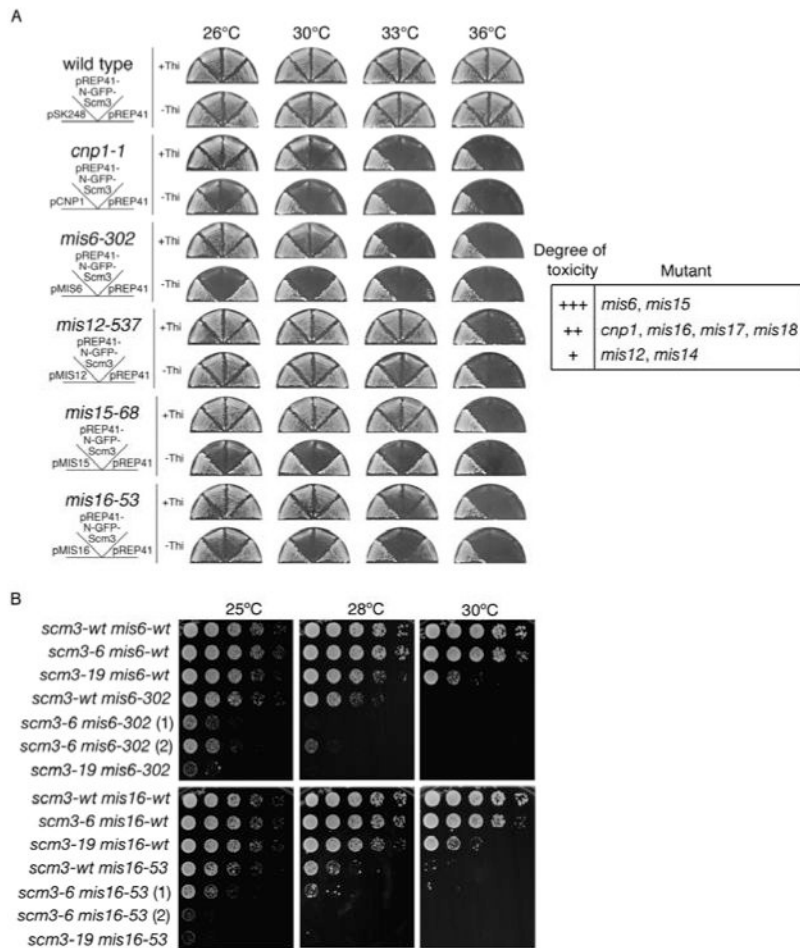 A
26°C 30°C 33°C 36°C
wild type
pREP41-
N-GFP-
Scm3
pSK248 pREP41
+Thi
-Thi
cnp1-1
pREP41-
N-GFP-
Scm3
pCNP1 pREP41
+Thi
-Thi
mis6-302
pREP41-
N-GFP-
Scm3
pMIS6 pREP41
+Thi
-Thi
mis12-537
pREP41-
N-GFP-
Scm3
pMIS12 pREP41
+Thi
-Thi
mis15-68
pREP41-
N-GFP-
Scm3
pMIS15 pREP41
+Thi
-Thi
mis16-53
pREP41-
N-GFP-
Scm3
pMIS16 pREP41
+Thi
-Thi
Degree of
toxicity Mutant
+++ mis6, mis15
++ cnp1, mis16, mis17, mis18
+ mis12, mis14
B
25°C 28°C 30°C
scm3-wt mis6-wt
scm3-6 mis6-wt
scm3-19 mis6-wt
scm3-wt mis6-302
scm3-6 mis6-302 (1)
scm3-6 mis6-302 (2)
scm3-19 mis6-302
scm3-wt mis16-wt
scm3-6 mis16-wt
scm3-19 mis16-wt
scm3-wt mis16-53
scm3-6 mis16-53 (1)
scm3-6 mis16-53 (2)
scm3-19 mis16-53